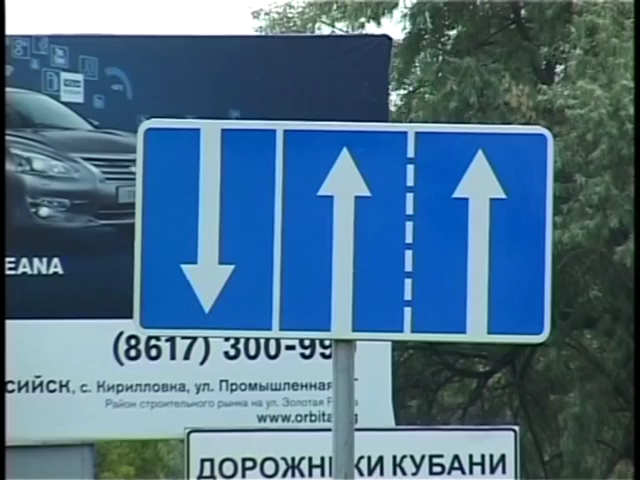 EANA
(8617) 300-99
СИЙСК, с. Кирилловка, ул. Промышленная
Район строительного рынка на ул. Золотая
www.orbita
ДОРОЖНИКИ КУБАНИ